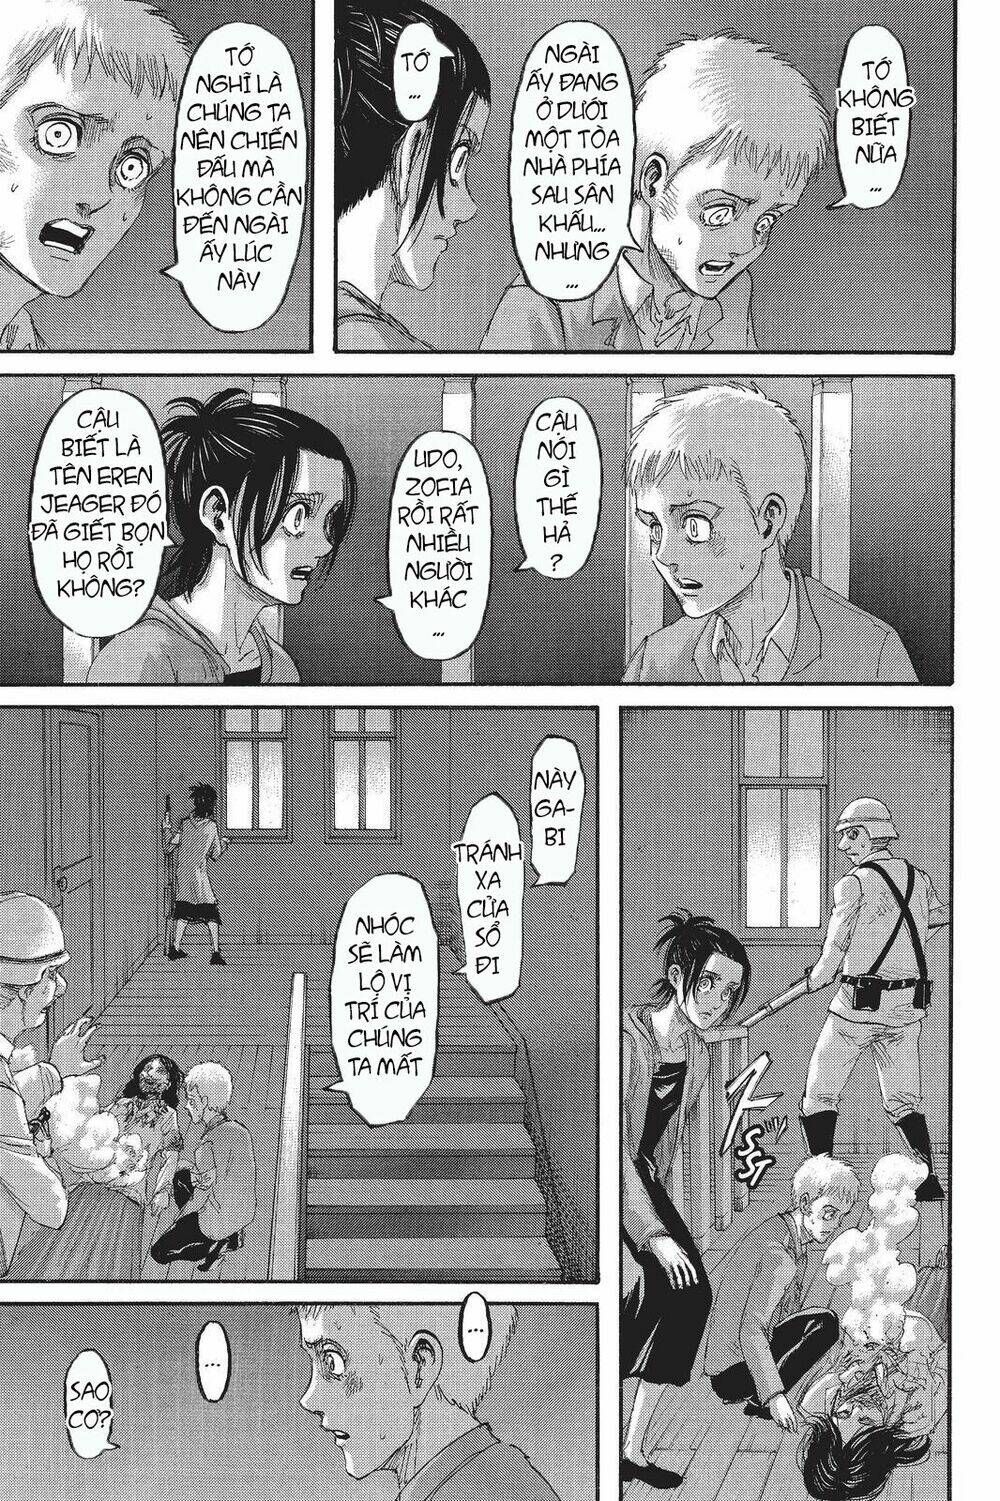 TỚ
KHÔNG
BIẾT
NỮA
...
NGÀI
ẤY ĐANG
Ở DƯỚI
MỘT TÒA
NHÀ PHÍA
SAU SÂN
KHẤU...
NHƯNG
...
TỚ
...
TỚ
NGHĨ LÀ
CHÚNG TA
NÊN CHIẾN
ĐẤU MÀ
KHÔNG CẦN
ĐẾN NGÀI
ẤY LÚC
NÀY
CẬU
NÓI
GÌ
THẾ
HẢ
?
UDO,
ZOFIA
RỒI RẤT
NHIỀU
NGƯỜI
KHÁC
...
CẬU
BIẾT LÀ
TÊN EREN
JEAGER ĐÓ
ĐÃ GIẾT BỌN
HỌ RỒI
KHÔNG?
SST
NÀY
GA-
BI
TRÁNH
XA
CỬA
SỔ
ĐI
NHÓC
SẼ LÀM
LỘ VỊ
TRÍ CỦA
CHÚNG
TA MẤT
...
...
SAO
CƠ?